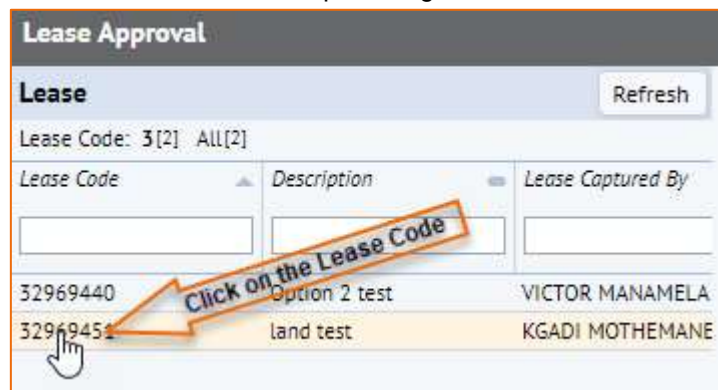 Lease Approval
Lease Refresh
Lease Code: 3[2] All[2]
Lease Code Description Lease Captured By
Click on the Lease Code
32969440 Option 2 test VICTOR MANAMELA
32969451 land test KGADI MOTHEMANE